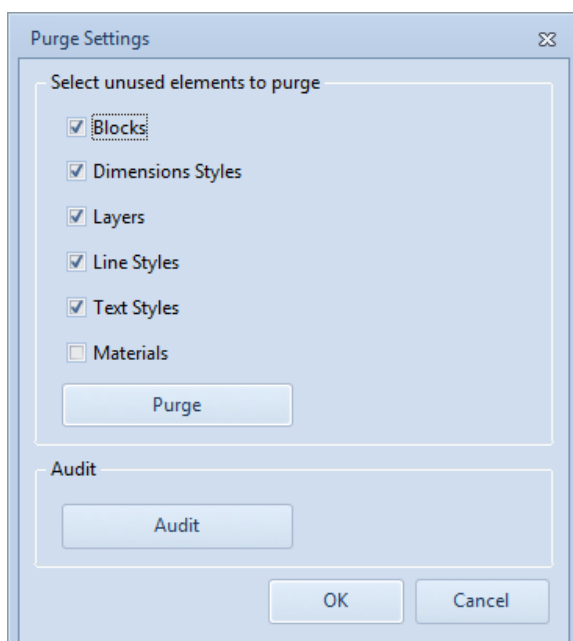 Purge Settings
Select unused elements to purge
Blocks
Dimensions Styles
Layers
Line Styles
Text Styles
Materials
Purge
Audit
Audit
OK Cancel